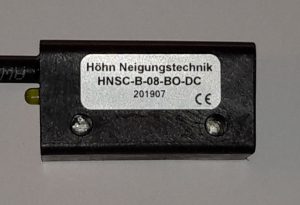 Höhn Neigungstechnik
HNSC-B-08-BO-DC
201907
CE